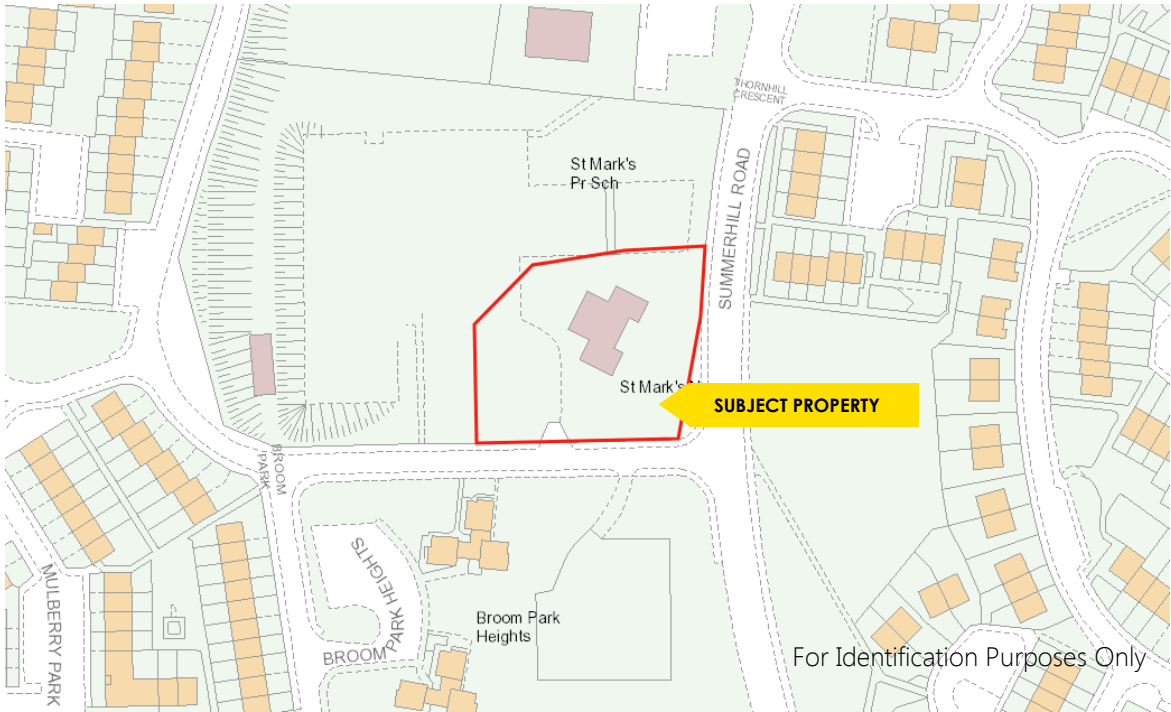 THORNHILL
CRESCENT
St Mark's
Pr Sch
SUMMERHILL ROAD
St Mark's
SUBJECT PROPERTY
BROOM
PARK
MULBERRY PARK
BROOM PARK HEIGHTS
Broom Park
Heights
For Identification Purposes Only